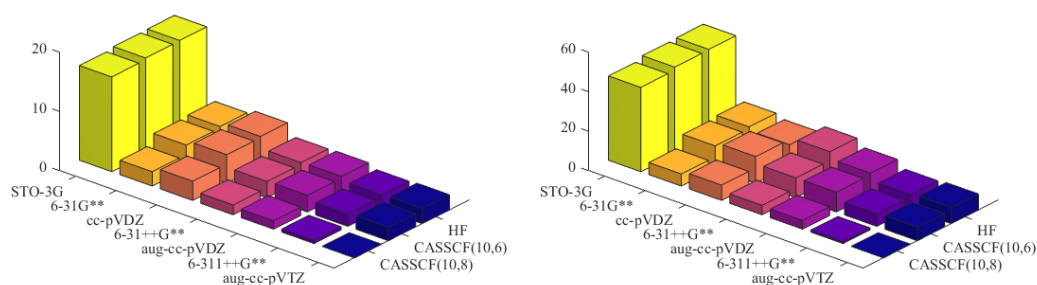 20
10
0
STO-3G
6-31G**
cc-pVDZ
6-31++G**
aug-cc-pVDZ
6-311++G**
aug-cc-pVTZ
HF
CASSCF(10,6)
CASSCF(10,8)
60
40
20
0
STO-3G
6-31G**
cc-pVDZ
6-31++G**
aug-cc-pVDZ
6-311++G**
aug-cc-pVTZ
HF
CASSCF(10,6)
CASSCF(10,8)